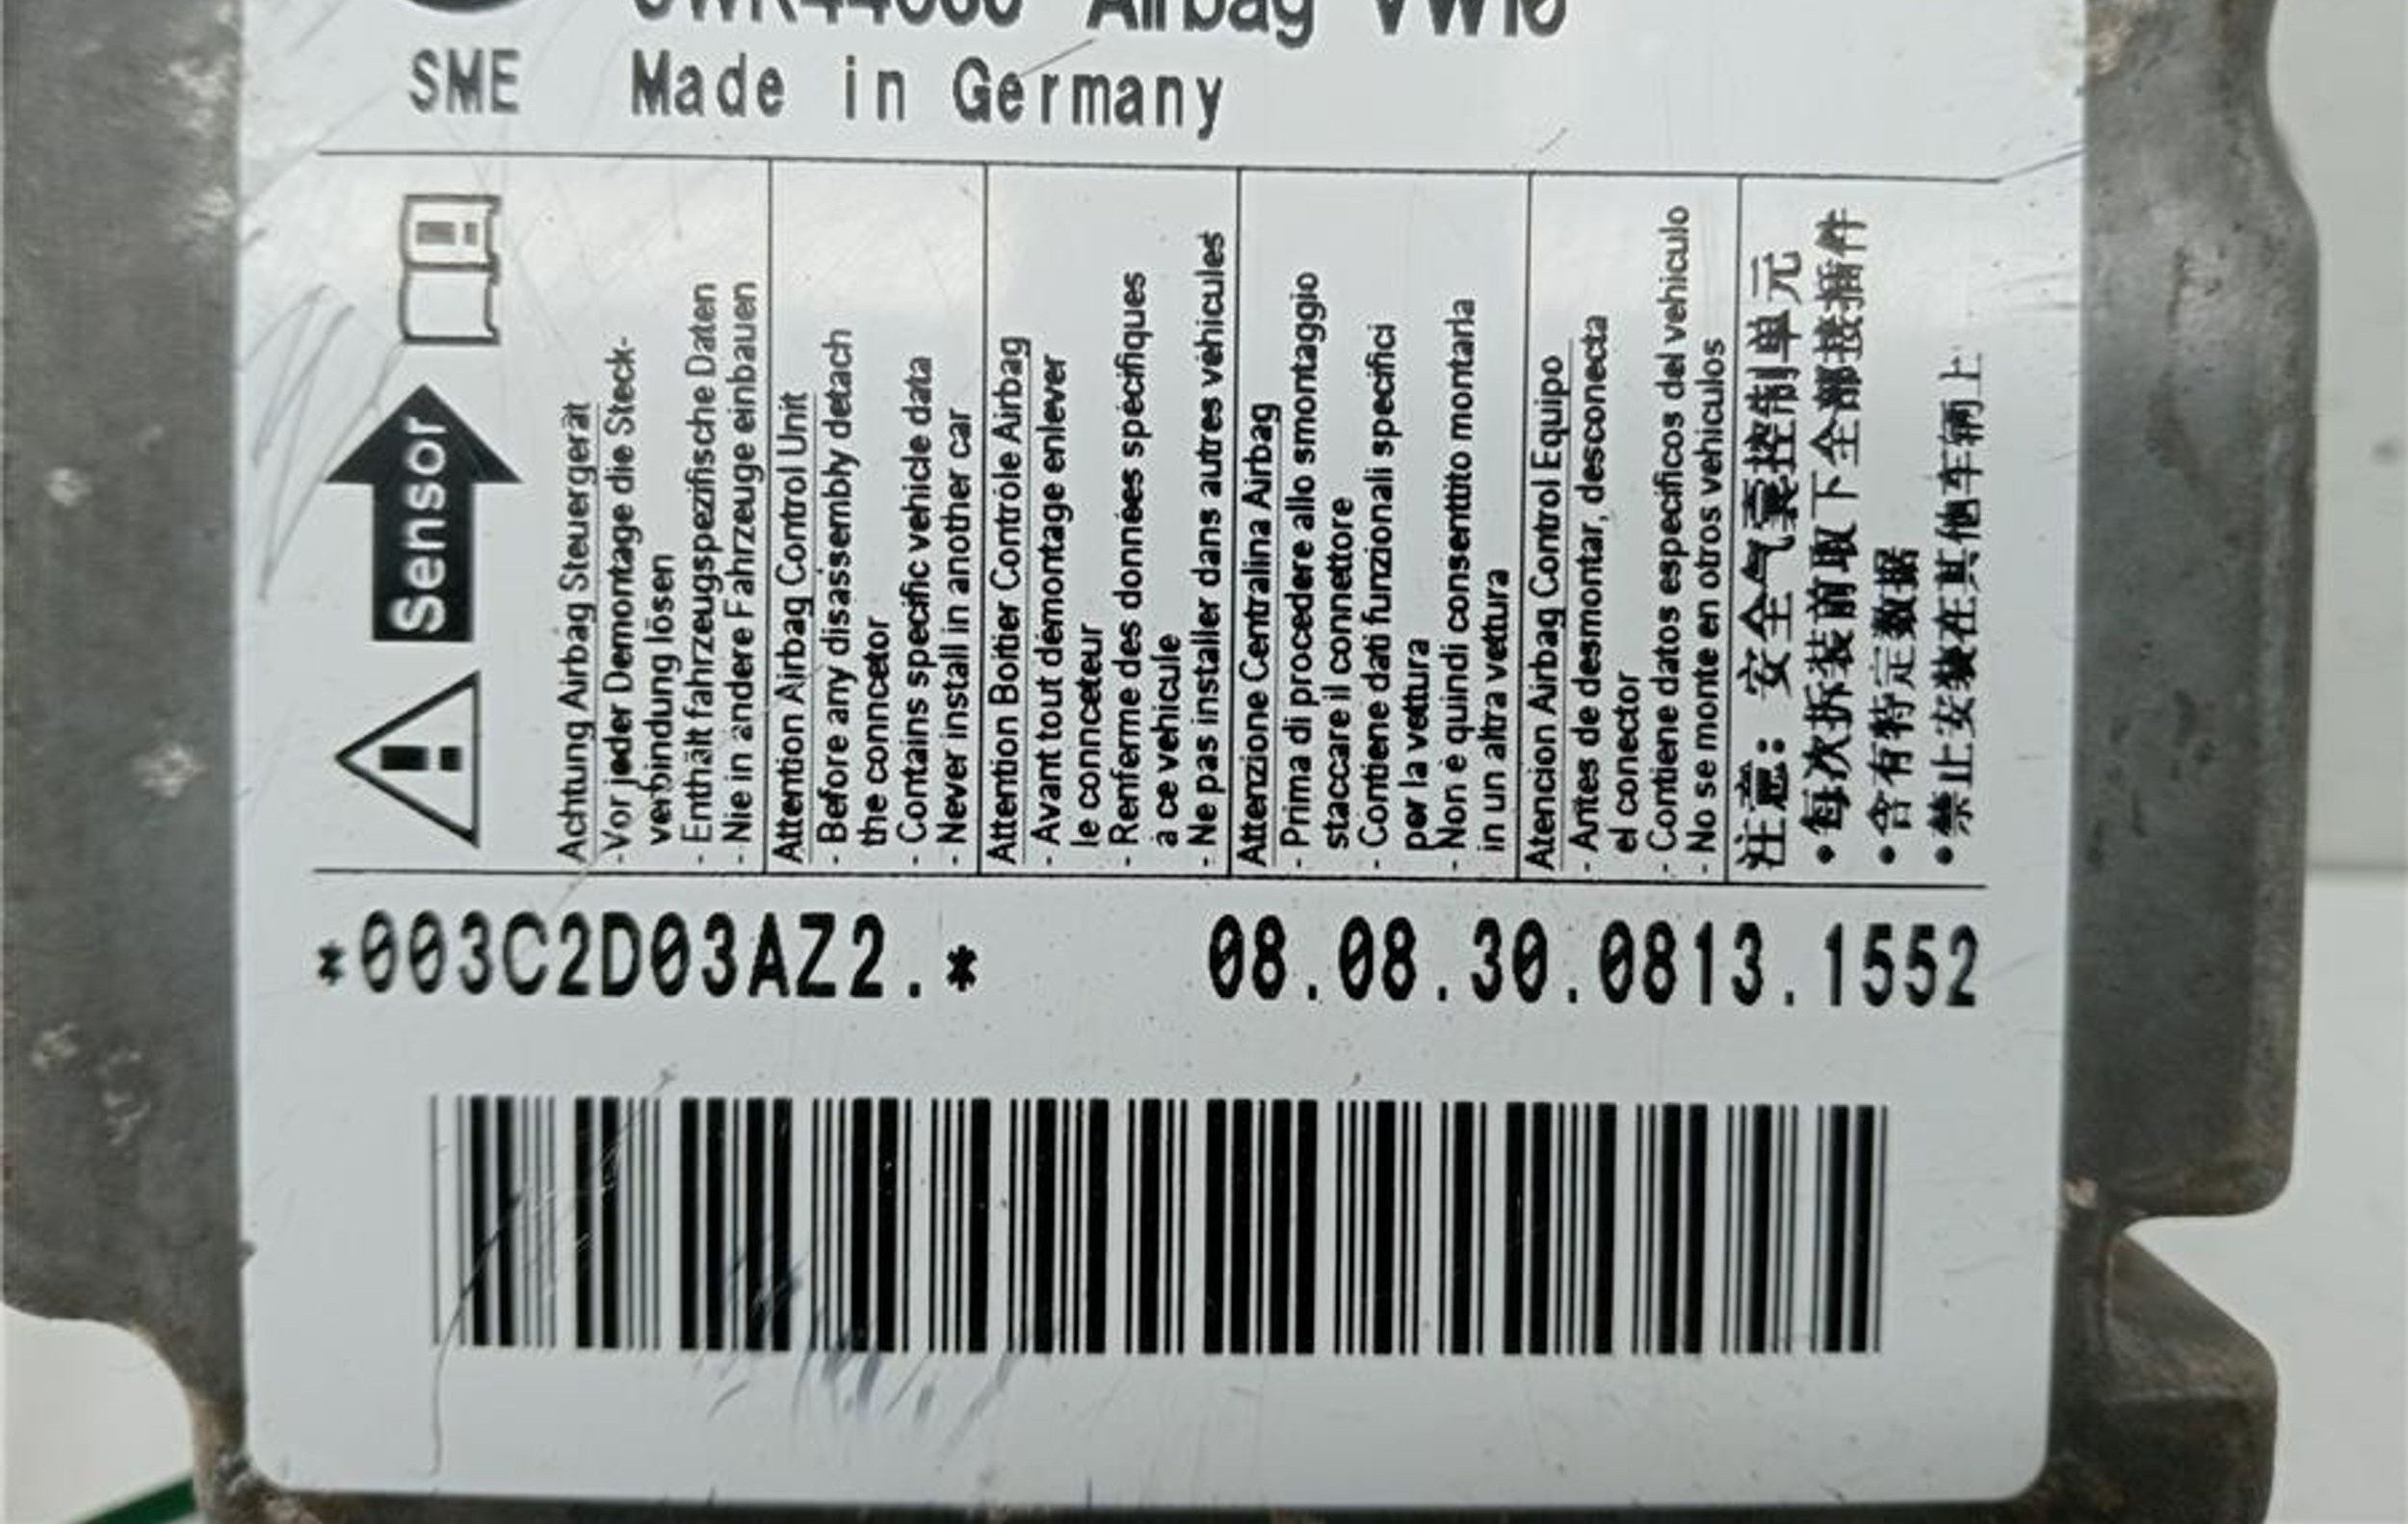 Airbag VW10
SME Made in Germany
Sensor
Achtung Airbag Steuergerät
- Vor jeder Demontage die Steck-
verbindung lösen
- Enthält fahrzeugspezifische Daten
- Nie in andere Fahrzeuge einbauen
Attention Airbag Control Unit
- Before any disassembly detach
the conncetor
- Contains specific vehicle data
- Never install in another car
Attention Boîtier Contrôle Airbag
- Avant tout démontage enlever
le connceteur
- Renferme des données spécifiques
à ce véhicule
- Ne pas installer dans autres véhicules
Attenzione Centralina Airbag
- Prima di procedere allo smontaggio
staccare il connettore
- Contiene dati funzionali specifici
per la vettura
- Non è quindi consentito montarla
in un altra vettura
Atencion Airbag Control Equipo
- Antes de desmontar, desconecta
el conector
- Contiene datos específicos del vehículo
- No se monte en otros vehículos
注意：安全气囊控制单元
•每次拆装前取下全部接插件
•含有特定数据
•禁止安装在其他车辆上
*003C2D03AZ2.* 08.08.30.0813.1552